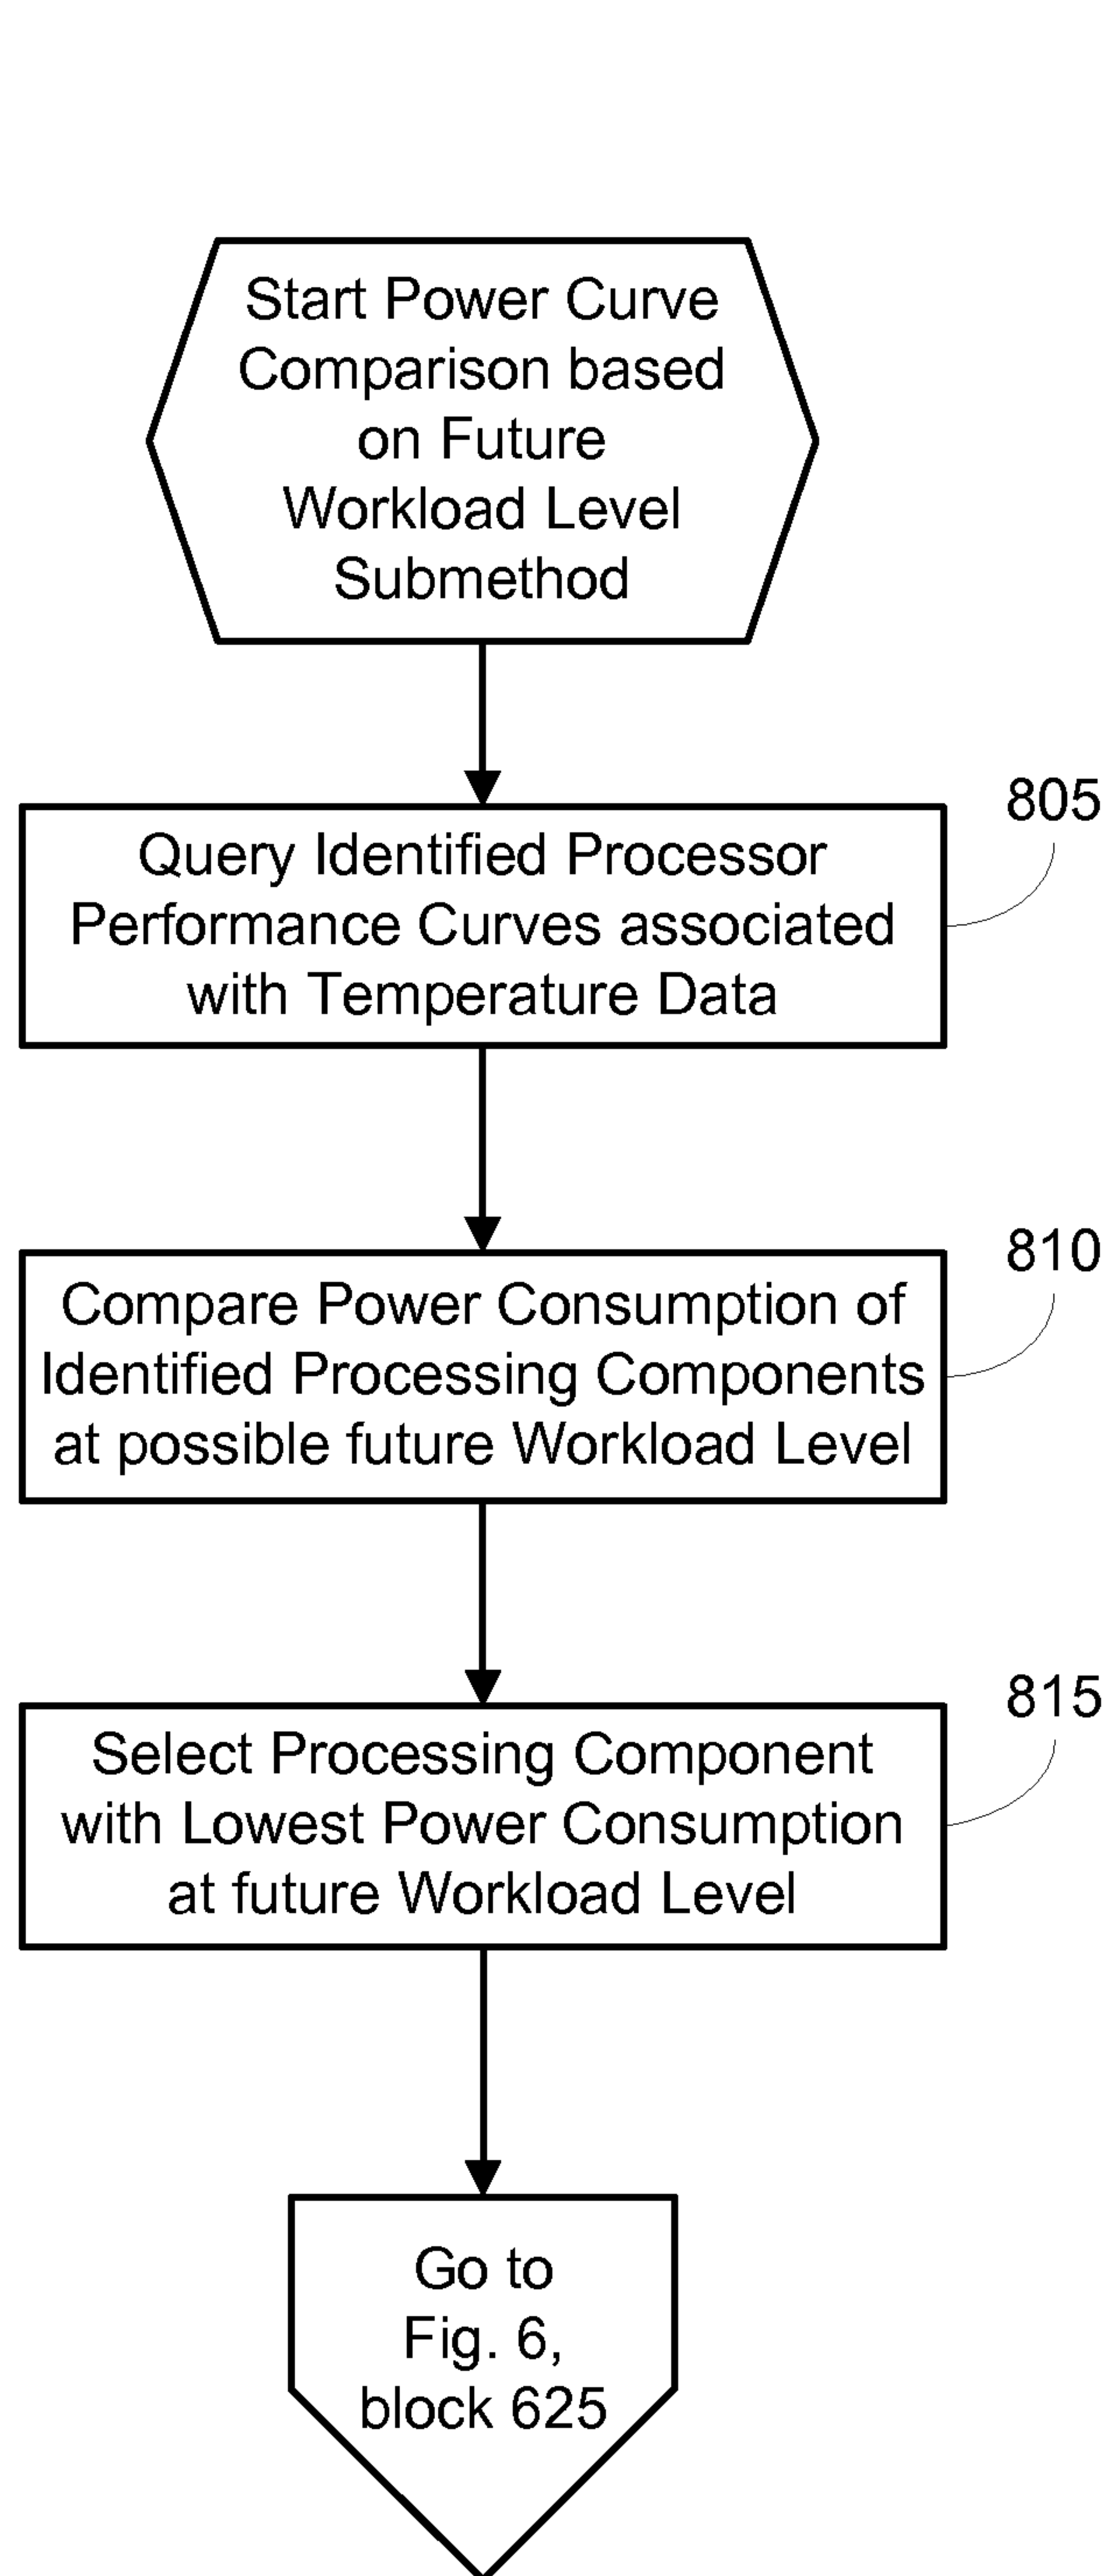 Start Power Curve
Comparison based
on Future
Workload Level
Submethod
805
Query Identified Processor
Performance Curves associated
with Temperature Data
810
Compare Power Consumption of
Identified Processing Components
at possible future Workload Level
815
Select Processing Component
with Lowest Power Consumption
at future Workload Level
Go to
Fig. 6,
block 625